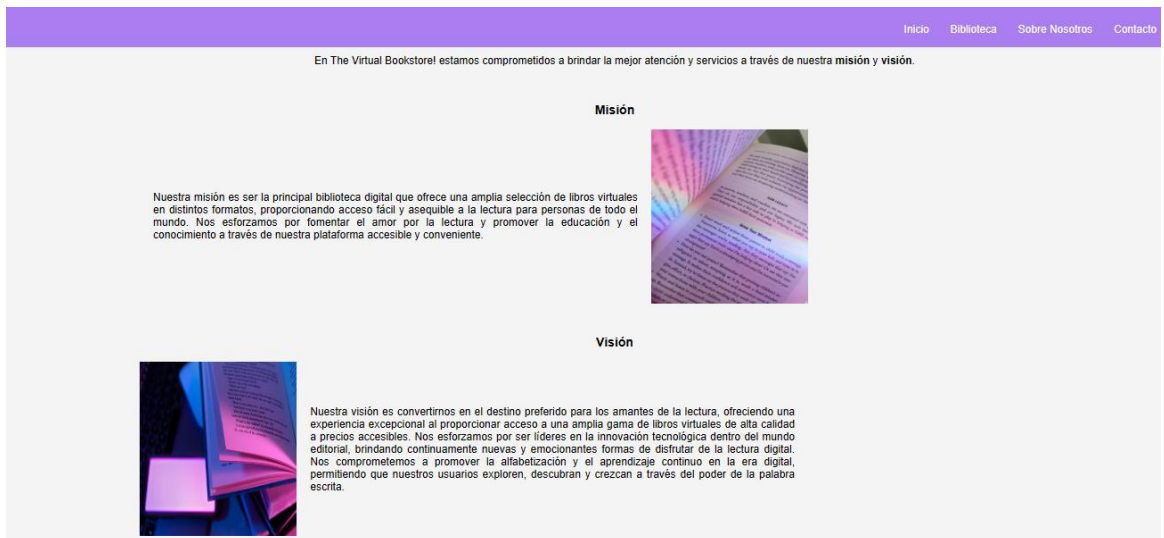 Inicio Biblioteca Sobre Nosotros Contacto
En The Virtual Bookstore! estamos comprometidos a brindar la mejor atención y servicios a través de nuestra misión y visión.
Misión
Nuestra misión es ser la principal biblioteca digital que ofrece una amplia selección de libros virtuales
en distintos formatos, proporcionando acceso fácil y asequible a la lectura para personas de todo el
mundo. Nos esforzamos por fomentar el amor por la lectura y promover la educación y el
conocimiento a través de nuestra plataforma accesible y conveniente.
Visión
Nuestra visión es convertirnos en el destino preferido para los amantes de la lectura, ofreciendo una
experiencia excepcional al proporcionar acceso a una amplia gama de libros virtuales de alta calidad
a precios accesibles. Nos esforzamos por ser líderes en la innovación tecnológica dentro del mundo
editorial, brindando continuamente nuevas y emocionantes formas de disfrutar de la lectura digital.
Nos comprometemos a promover la alfabetización y el aprendizaje continuo en la era digital,
permitiendo que nuestros usuarios exploren, descubran y crezcan a través del poder de la palabra
escrita.